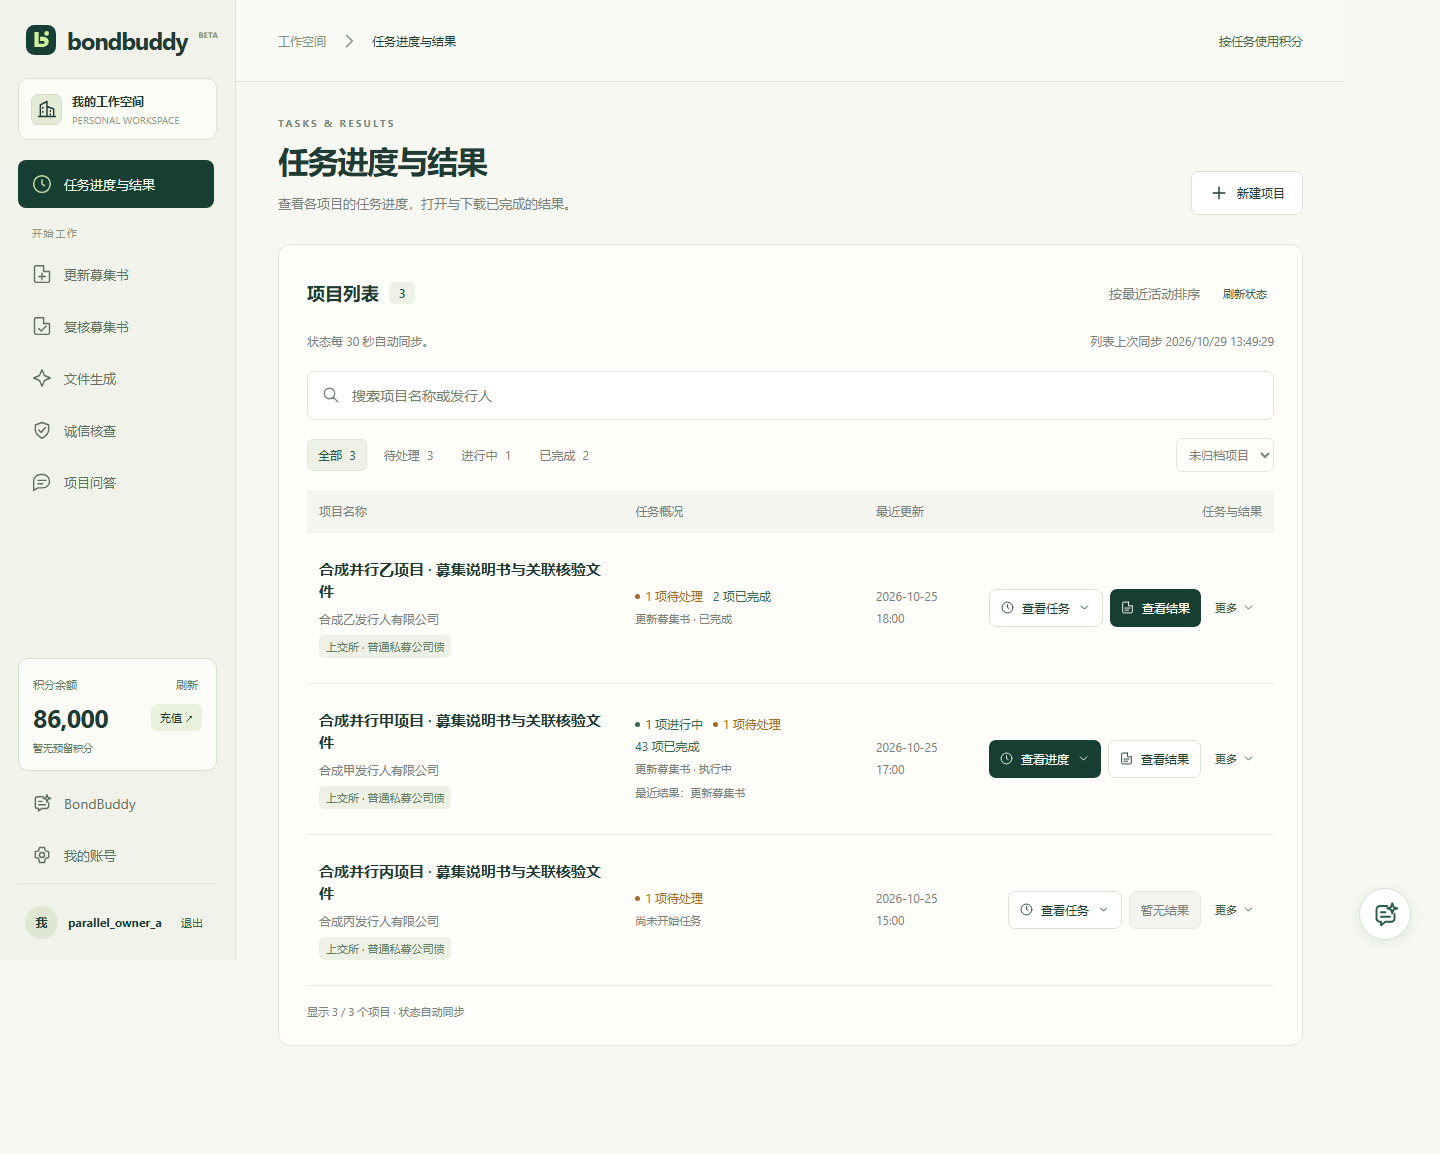 bondbuddy BETA
我的工作空间
PERSONAL WORKSPACE
任务进度与结果
开始工作
更新募集书
复核募集书
文件生成
诚信核查
项目问答
积分余额 刷新
86,000 充值 ↗
暂无预留积分
BondBuddy
我的账号
我 parallel_owner_a 退出
工作空间 任务进度与结果 按任务使用积分
TASKS & RESULTS
任务进度与结果
查看各项目的任务进度，打开与下载已完成的结果。
新建项目
项目列表 3 按最近活动排序 刷新状态
状态每 30 秒自动同步。 列表上次同步 2026/10/29 13:49:29
搜索项目名称或发行人
全部 3 待处理 3 进行中 1 已完成 2 未归档项目
项目名称 任务概况 最近更新 任务与结果
合成并行乙项目 · 募集说明书与关联核验文
件
合成乙发行人有限公司
上交所 · 普通私募公司债
1 项待处理 2 项已完成
更新募集书 · 已完成
2026-10-25
18:00
查看任务 查看结果 更多
合成并行甲项目 · 募集说明书与关联核验文
件
合成甲发行人有限公司
上交所 · 普通私募公司债
1 项进行中 1 项待处理
43 项已完成
更新募集书 · 执行中
最近结果：更新募集书
2026-10-25
17:00
查看进度 查看结果 更多
合成并行丙项目 · 募集说明书与关联核验文
件
合成丙发行人有限公司
上交所 · 普通私募公司债
1 项待处理
尚未开始任务
2026-10-25
15:00
查看任务 暂无结果 更多
显示 3 / 3 个项目 · 状态自动同步